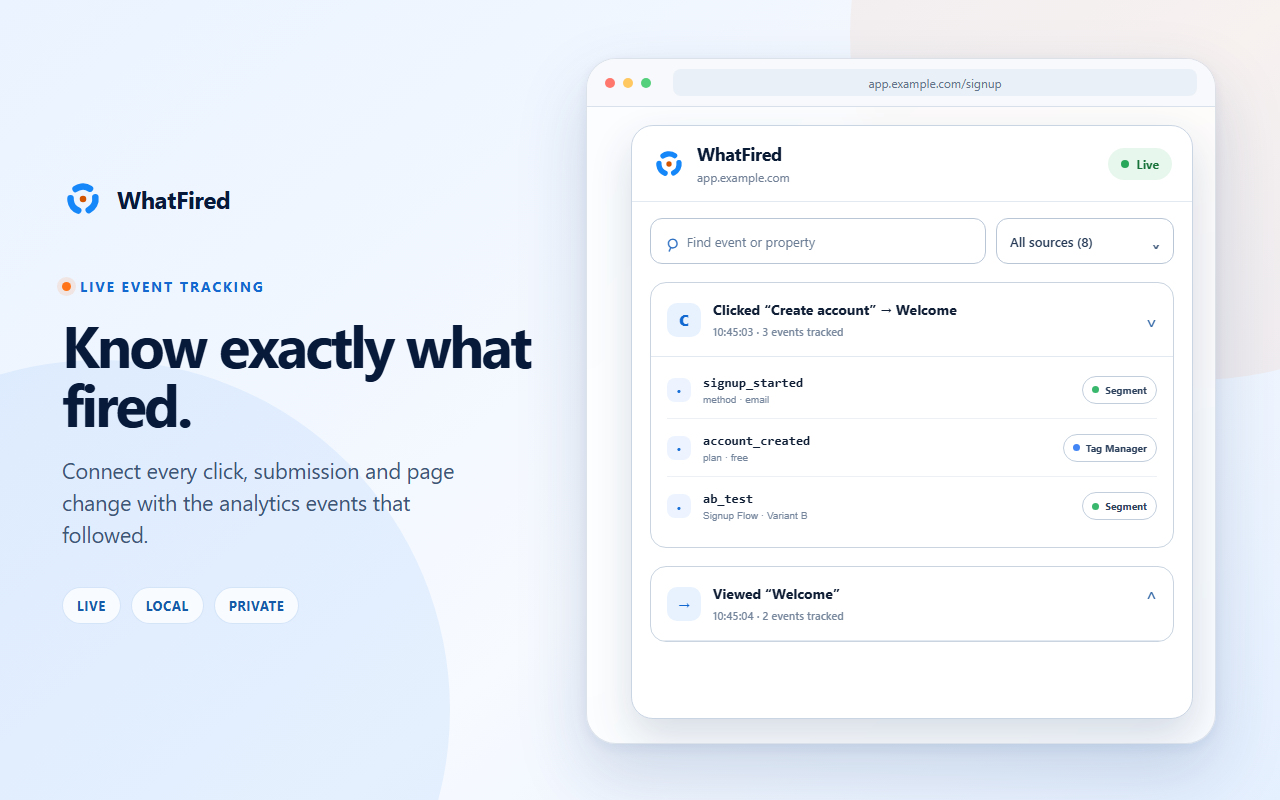 WhatFired
LIVE EVENT TRACKING
Know exactly what
fired.
Connect every click, submission and page
change with the analytics events that
followed.
LIVE
LOCAL
PRIVATE
app.example.com/signup
WhatFired
app.example.com
Live
Find event or property
All sources (8)
C
Clicked “Create account” → Welcome
10:45:03 · 3 events tracked
signup_started
method · email
Segment
account_created
plan · free
Tag Manager
ab_test
Signup Flow · Variant B
Segment
→
Viewed “Welcome”
10:45:04 · 2 events tracked